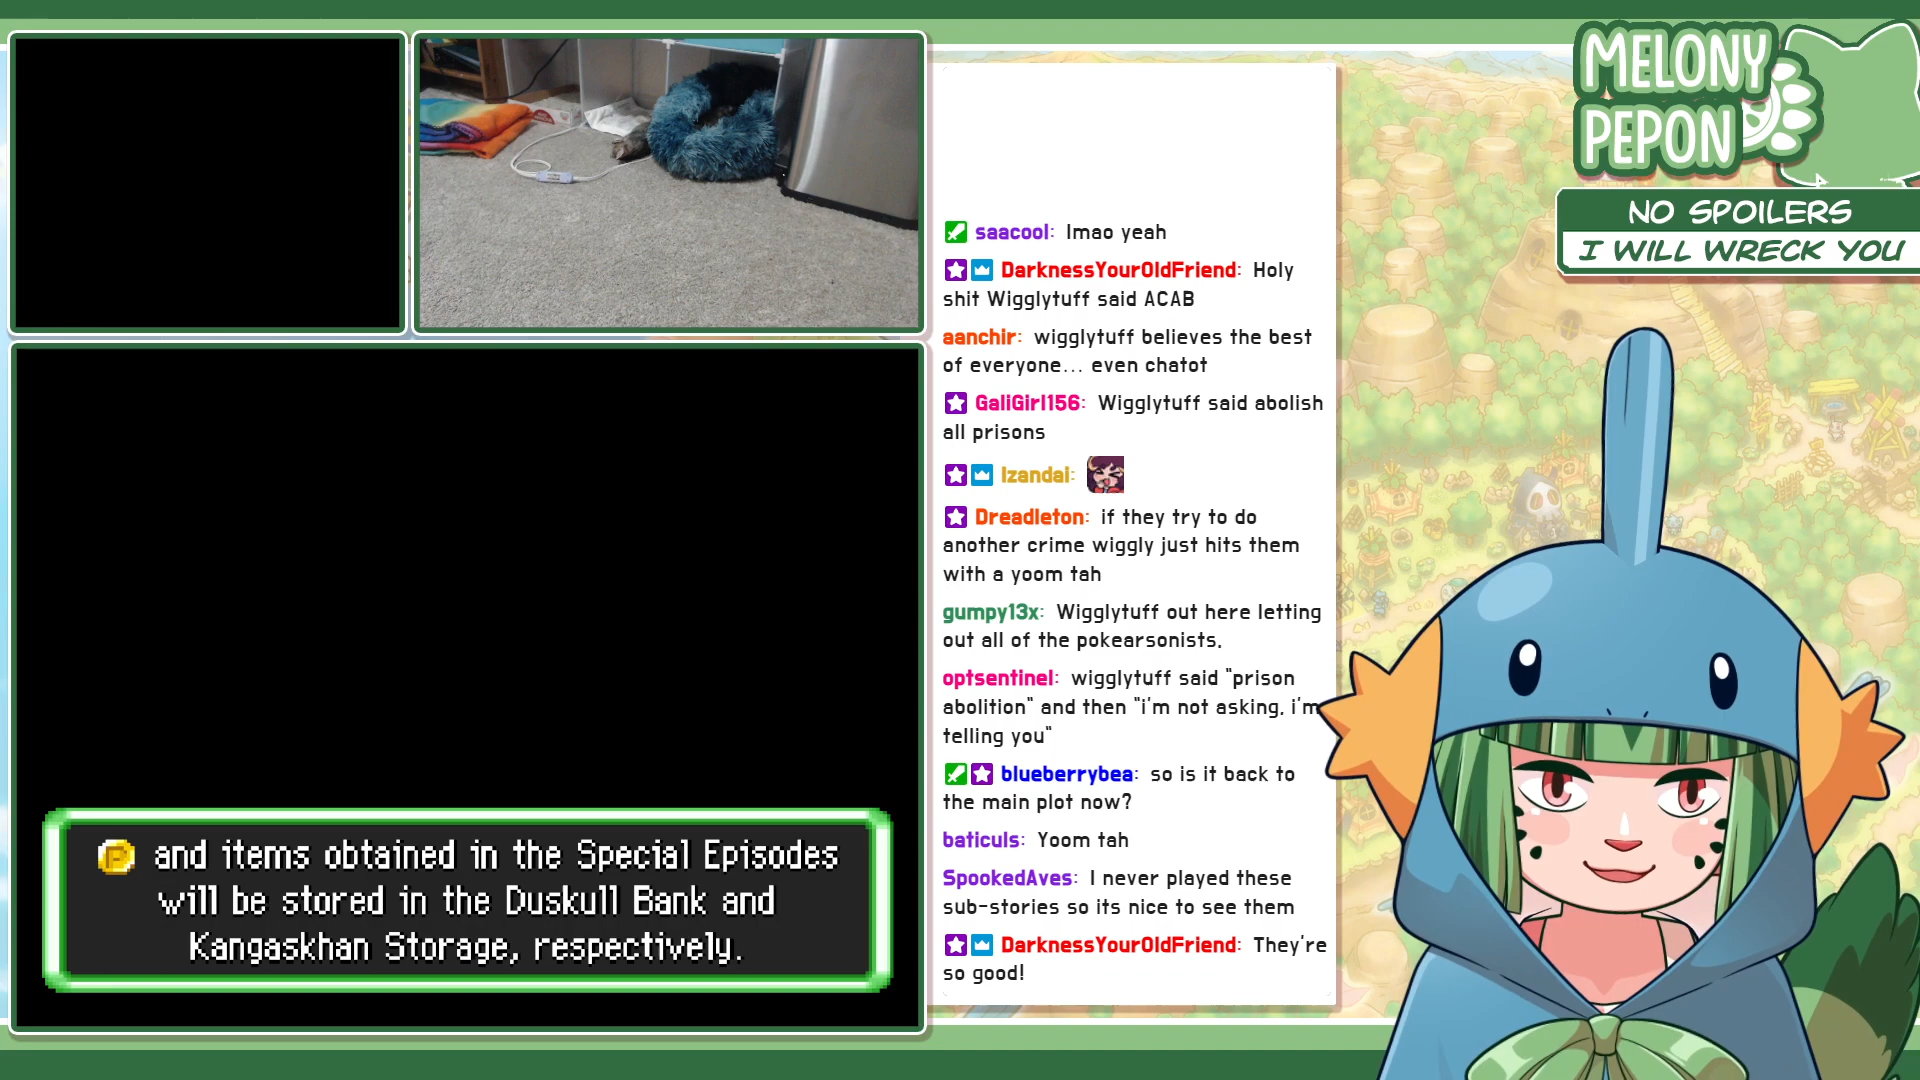 MELONY
PEPON
NO SPOILERS
I WILL WRECK YOU
saacool: lmao yeah
DarknessYourOldFriend: Holy
shit Wigglytuff said ACAB
aanchir: wigglytuff believes the best
of everyone... even chatot
GaliGirl156: Wigglytuff said abolish
all prisons
Izandai:
Dreadleton: if they try to do
another crime wiggly just hits them
with a yoom tah
gumpy13x: Wigglytuff out here letting
out all of the pokearsonists.
optsentinel: wigglytuff said "prison
abolition" and then "i'm not asking, i'm
telling you"
blueberrybea: so is it back to
the main plot now?
baticuls: Yoom tah
SpookedAves: I never played these
sub-stories so its nice to see them
DarknessYourOldFriend: They're
so good!
P and items obtained in the Special Episodes
will be stored in the Duskull Bank and
Kangaskhan Storage, respectively.